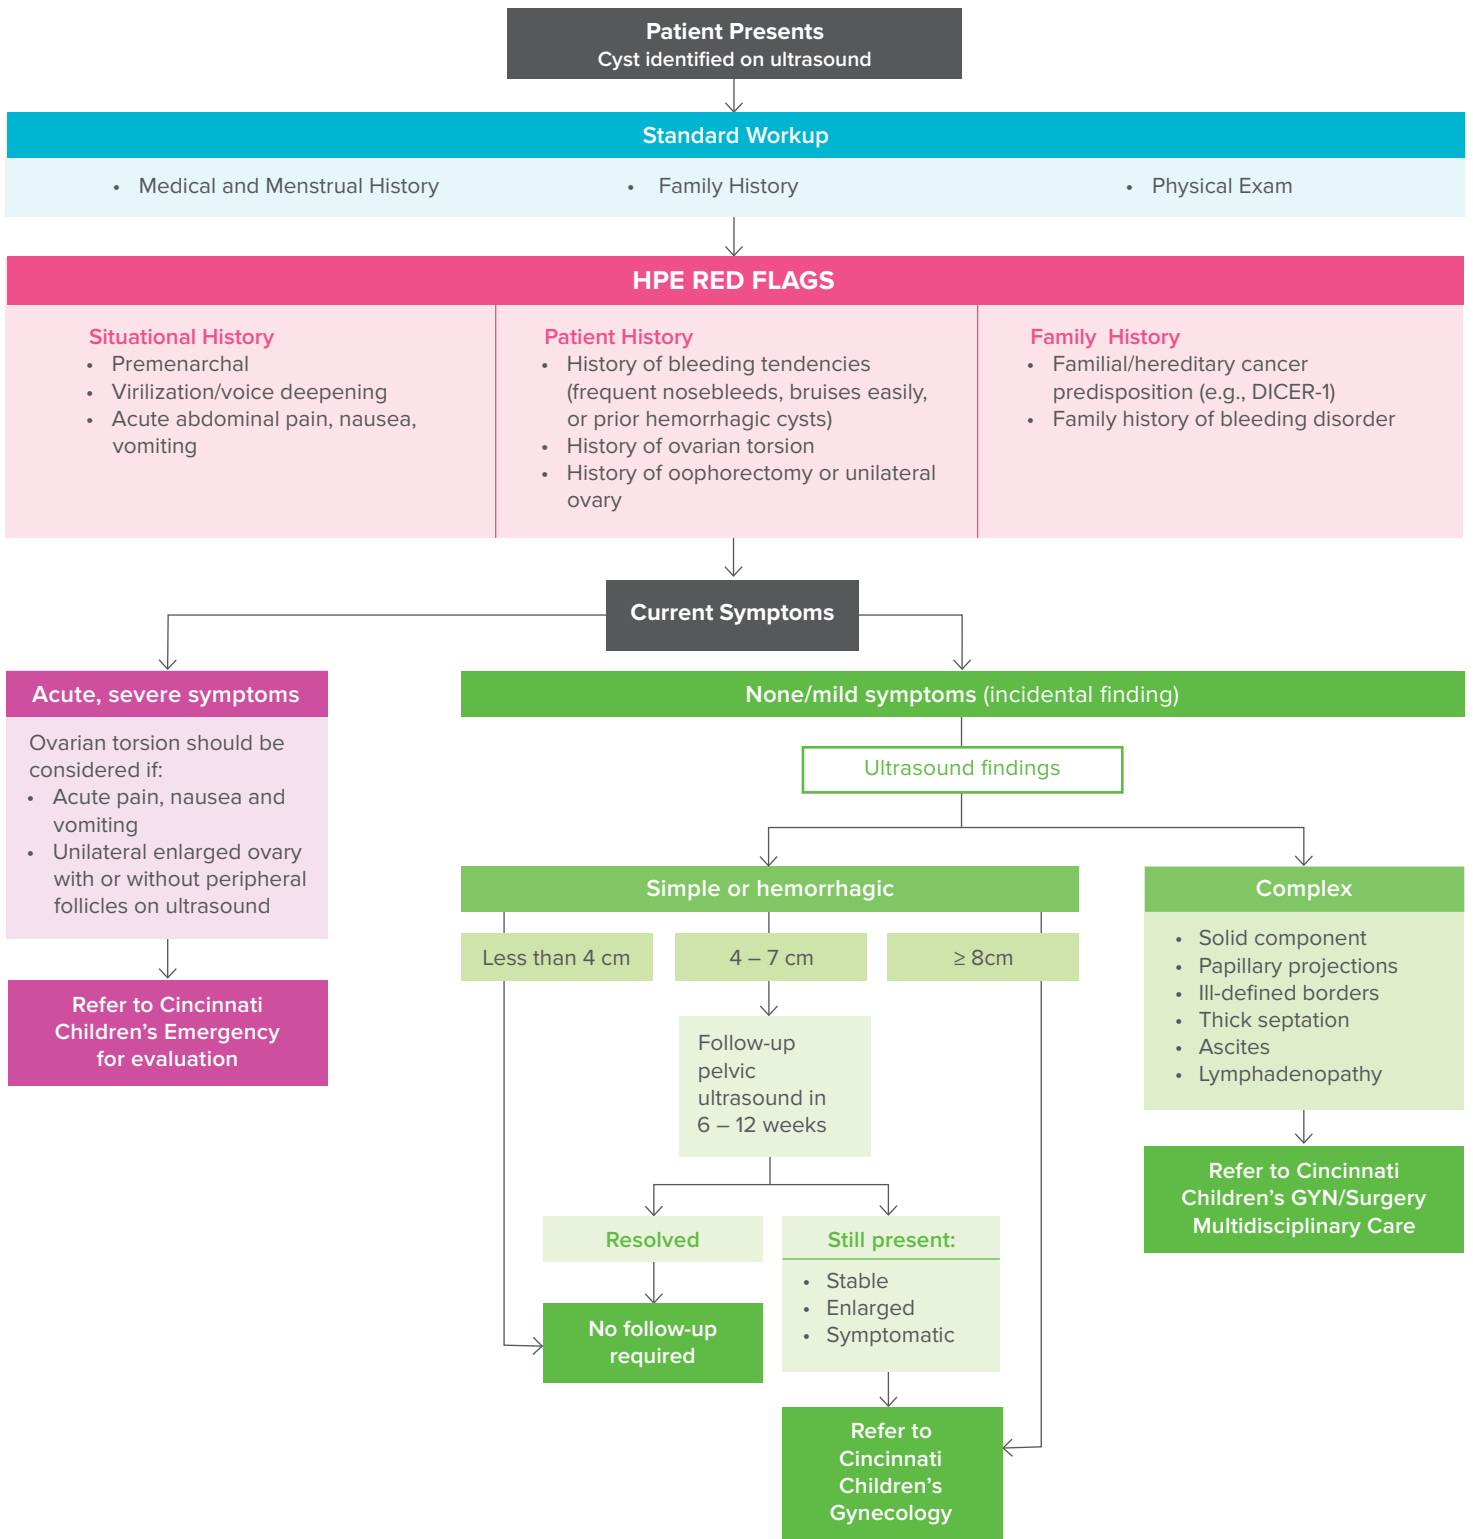 Patient Presents
Cyst identified on ultrasound
Standard Workup
• Medical and Menstrual History
• Family History
• Physical Exam
HPE RED FLAGS
Situational History
• Premenarchal
• Virilization/voice deepening
• Acute abdominal pain, nausea,
vomiting
Patient History
• History of bleeding tendencies
(frequent nosebleeds, bruises easily,
or prior hemorrhagic cysts)
• History of ovarian torsion
• History of oophorectomy or unilateral
ovary
Family History
• Familial/hereditary cancer
predisposition (e.g., DICER-1)
• Family history of bleeding disorder
Current Symptoms
Acute, severe symptoms
Ovarian torsion should be
considered if:
• Acute pain, nausea and
vomiting
• Unilateral enlarged ovary
with or without peripheral
follicles on ultrasound
Refer to Cincinnati
Children's Emergency
for evaluation
None/mild symptoms (incidental finding)
Ultrasound findings
Simple or hemorrhagic
Less than 4 cm
4 – 7 cm
≥ 8cm
Follow-up
pelvic
ultrasound in
6 – 12 weeks
Resolved
No follow-up
required
Still present:
• Stable
• Enlarged
• Symptomatic
Refer to
Cincinnati
Children's
Gynecology
Complex
• Solid component
• Papillary projections
• Ill-defined borders
• Thick septation
• Ascites
• Lymphadenopathy
Refer to Cincinnati
Children's GYN/Surgery
Multidisciplinary Care